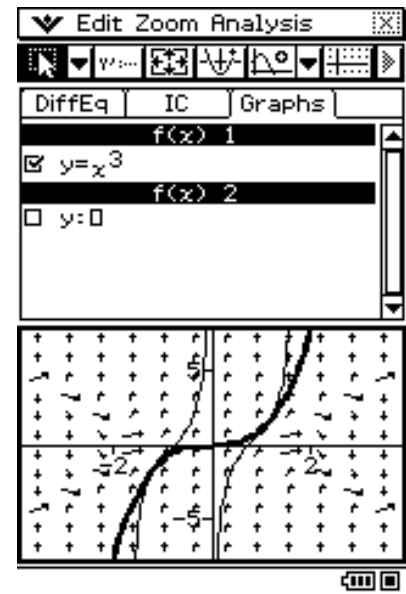 Edit Zoom Analysis
DiffEq IC Graphs
f(x) 1
y=x³
f(x) 2
y:□
5
-2 2
-5